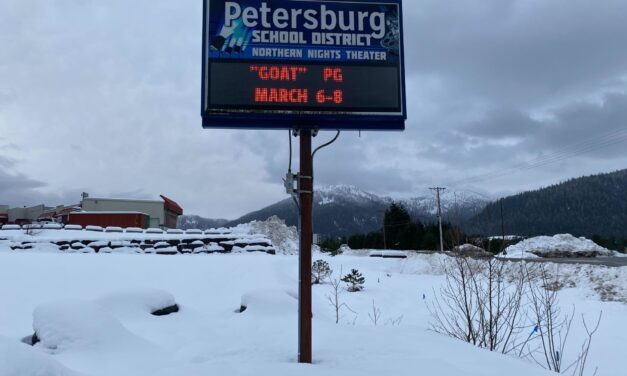 Petersburg
SCHOOL DISTRICT
NORTHERN NIGHTS THEATER
"GOAT" PG
MARCH 6-8